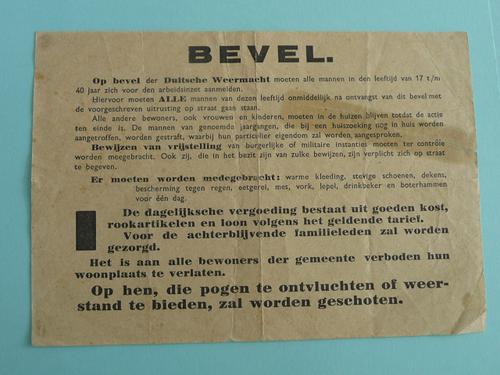 BEVEL.
Op bevel der Duitsche Weermacht moeten alle mannen in den leeftijd van 17 t/m
40 jaar zich voor den arbeidsinzet aanmelden.
Hiervoor moeten ALLE mannen van dezen leeftijd onmiddellijk na ontvangst van dit bevel met
de voorgeschreven uitrusting op straat gaan staan.
Alle andere bewoners, ook vrouwen en kinderen, moeten in de huizen blijven totdat de actie
ten einde is. De mannen van genoemde jaargangen, die bij een huiszoeking nog in huis worden
aangetroffen, worden gestraft, waarbij hun particulier eigendom zal worden aangesproken.
Bewijzen van vrijstelling van burgerlijke of militaire instanties moeten ter contrôle
worden meegebracht. Ook zij, die in het bezit zijn van zulke bewijzen, zijn verplicht zich op straat
te begeven.
Er moeten worden medegebracht: warme kleeding, stevige schoenen, dekens,
bescherming tegen regen, eetgerei, mes, vork, lepel, drinkbeker en boterhammen
voor één dag.
De dagelijksche vergoeding bestaat uit goeden kost,
rookartikelen en loon volgens het geldende tarief.
Voor de achterblijvende familieleden zal worden
gezorgd.
Het is aan alle bewoners der gemeente verboden hun
woonplaats te verlaten.
Op hen, die pogen te ontvluchten of weer-
stand te bieden, zal worden geschoten.